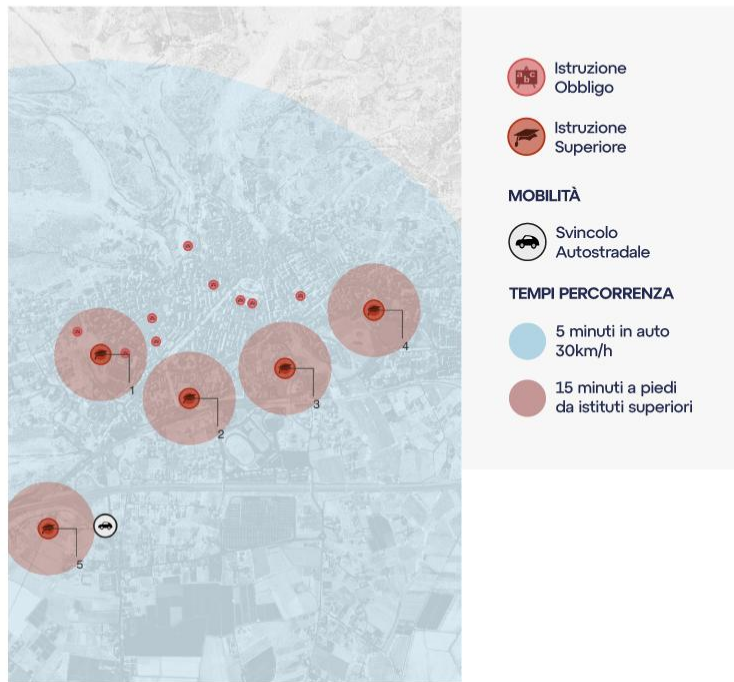 Istruzione
Obbligo
Istruzione
Superiore
MOBILITÀ
Svincolo
Autostradale
TEMPI PERCORRENZA
5 minuti in auto
30km/h
15 minuti a piedi
da istituti superiori
4
1
3
2
5